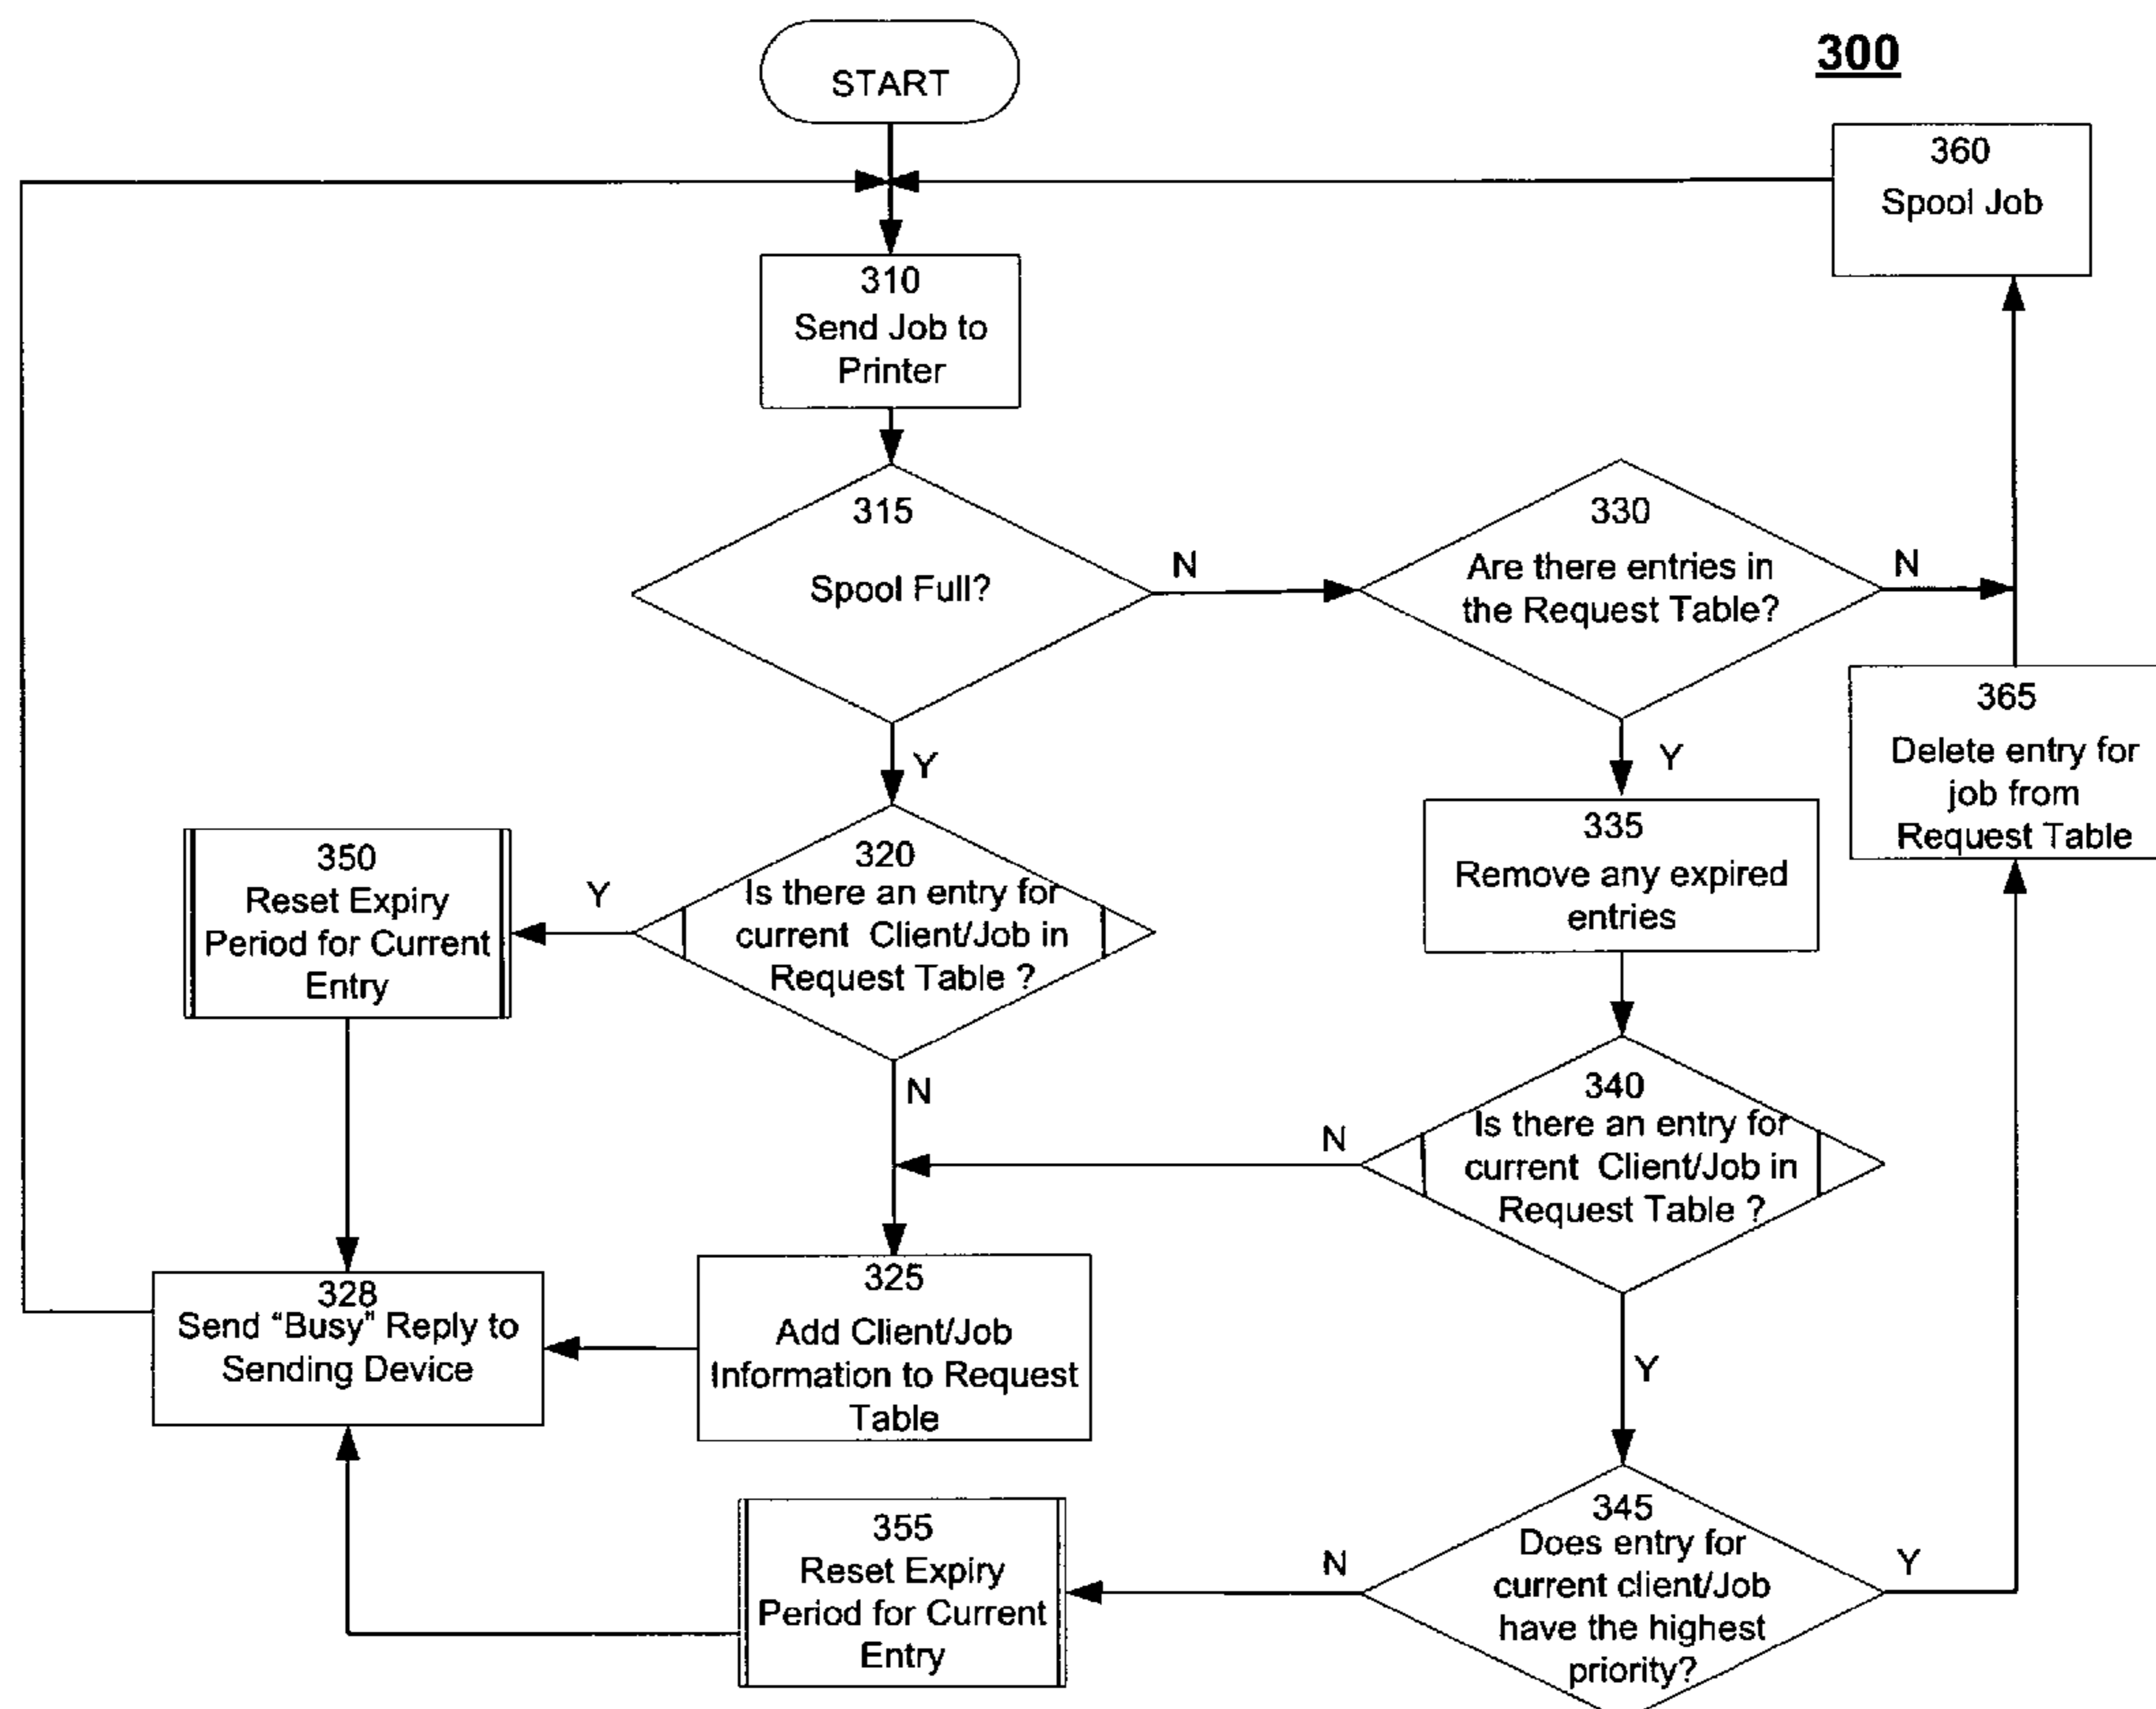 300
START
360
Spool Job
310
Send Job to
Printer
315
Spool Full?
N
330
Are there entries in
the Request Table?
N
Y
Y
365
Delete entry for
job from
Request Table
335
Remove any expired
entries
320
Is there an entry for
current Client/Job in
Request Table ?
Y
350
Reset Expiry
Period for Current
Entry
N
340
Is there an entry for
current Client/Job in
Request Table ?
N
Y
325
Add Client/Job
Information to Request
Table
328
Send “Busy” Reply to
Sending Device
345
Does entry for
current client/Job
have the highest
priority?
N
Y
355
Reset Expiry
Period for Current
Entry